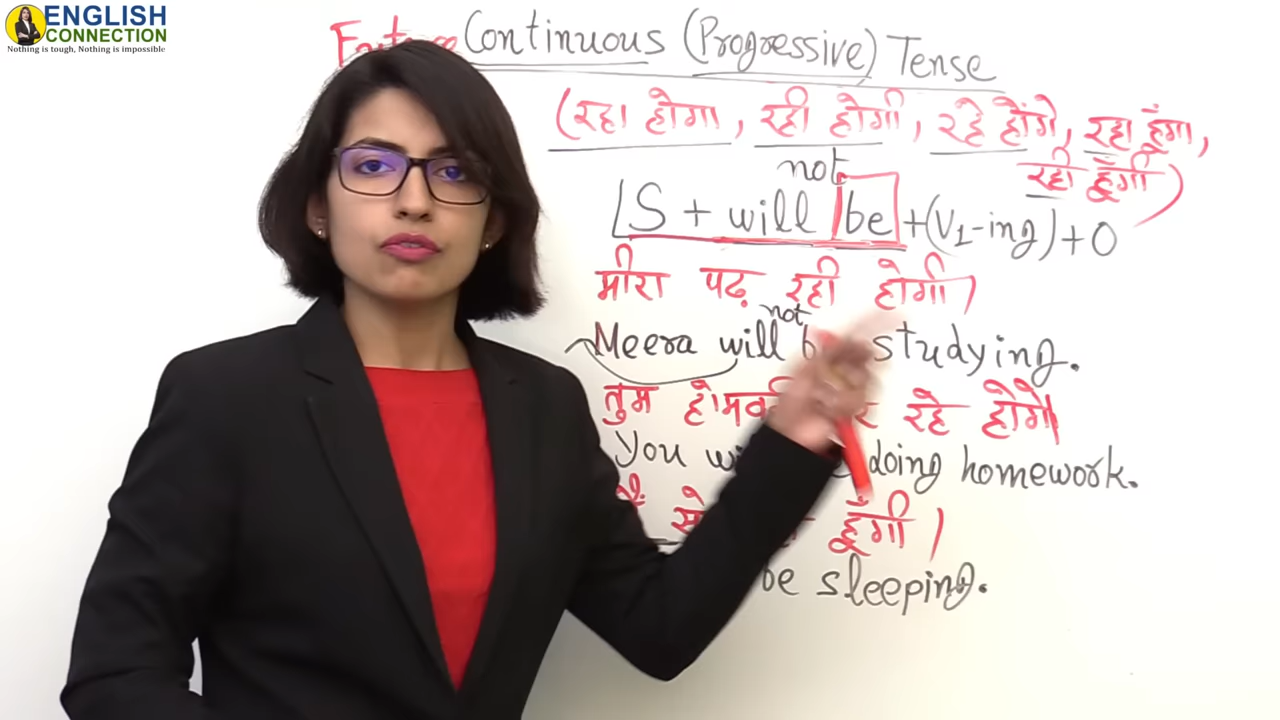 ENGLISH
CONNECTION
Nothing is tough, Nothing is impossible
Continuous (Progressive) Tense
(रहा होगा, रही होगी, रहे होंगे, रहा हूँगा,
रही हूँगी)
not
S + will be + (V1-ing) + O
मीरा पढ़ रही होगी।
not
Meera will studying.
तुम रहे होगे।
You doing homework.
हूँगी।
be sleeping.